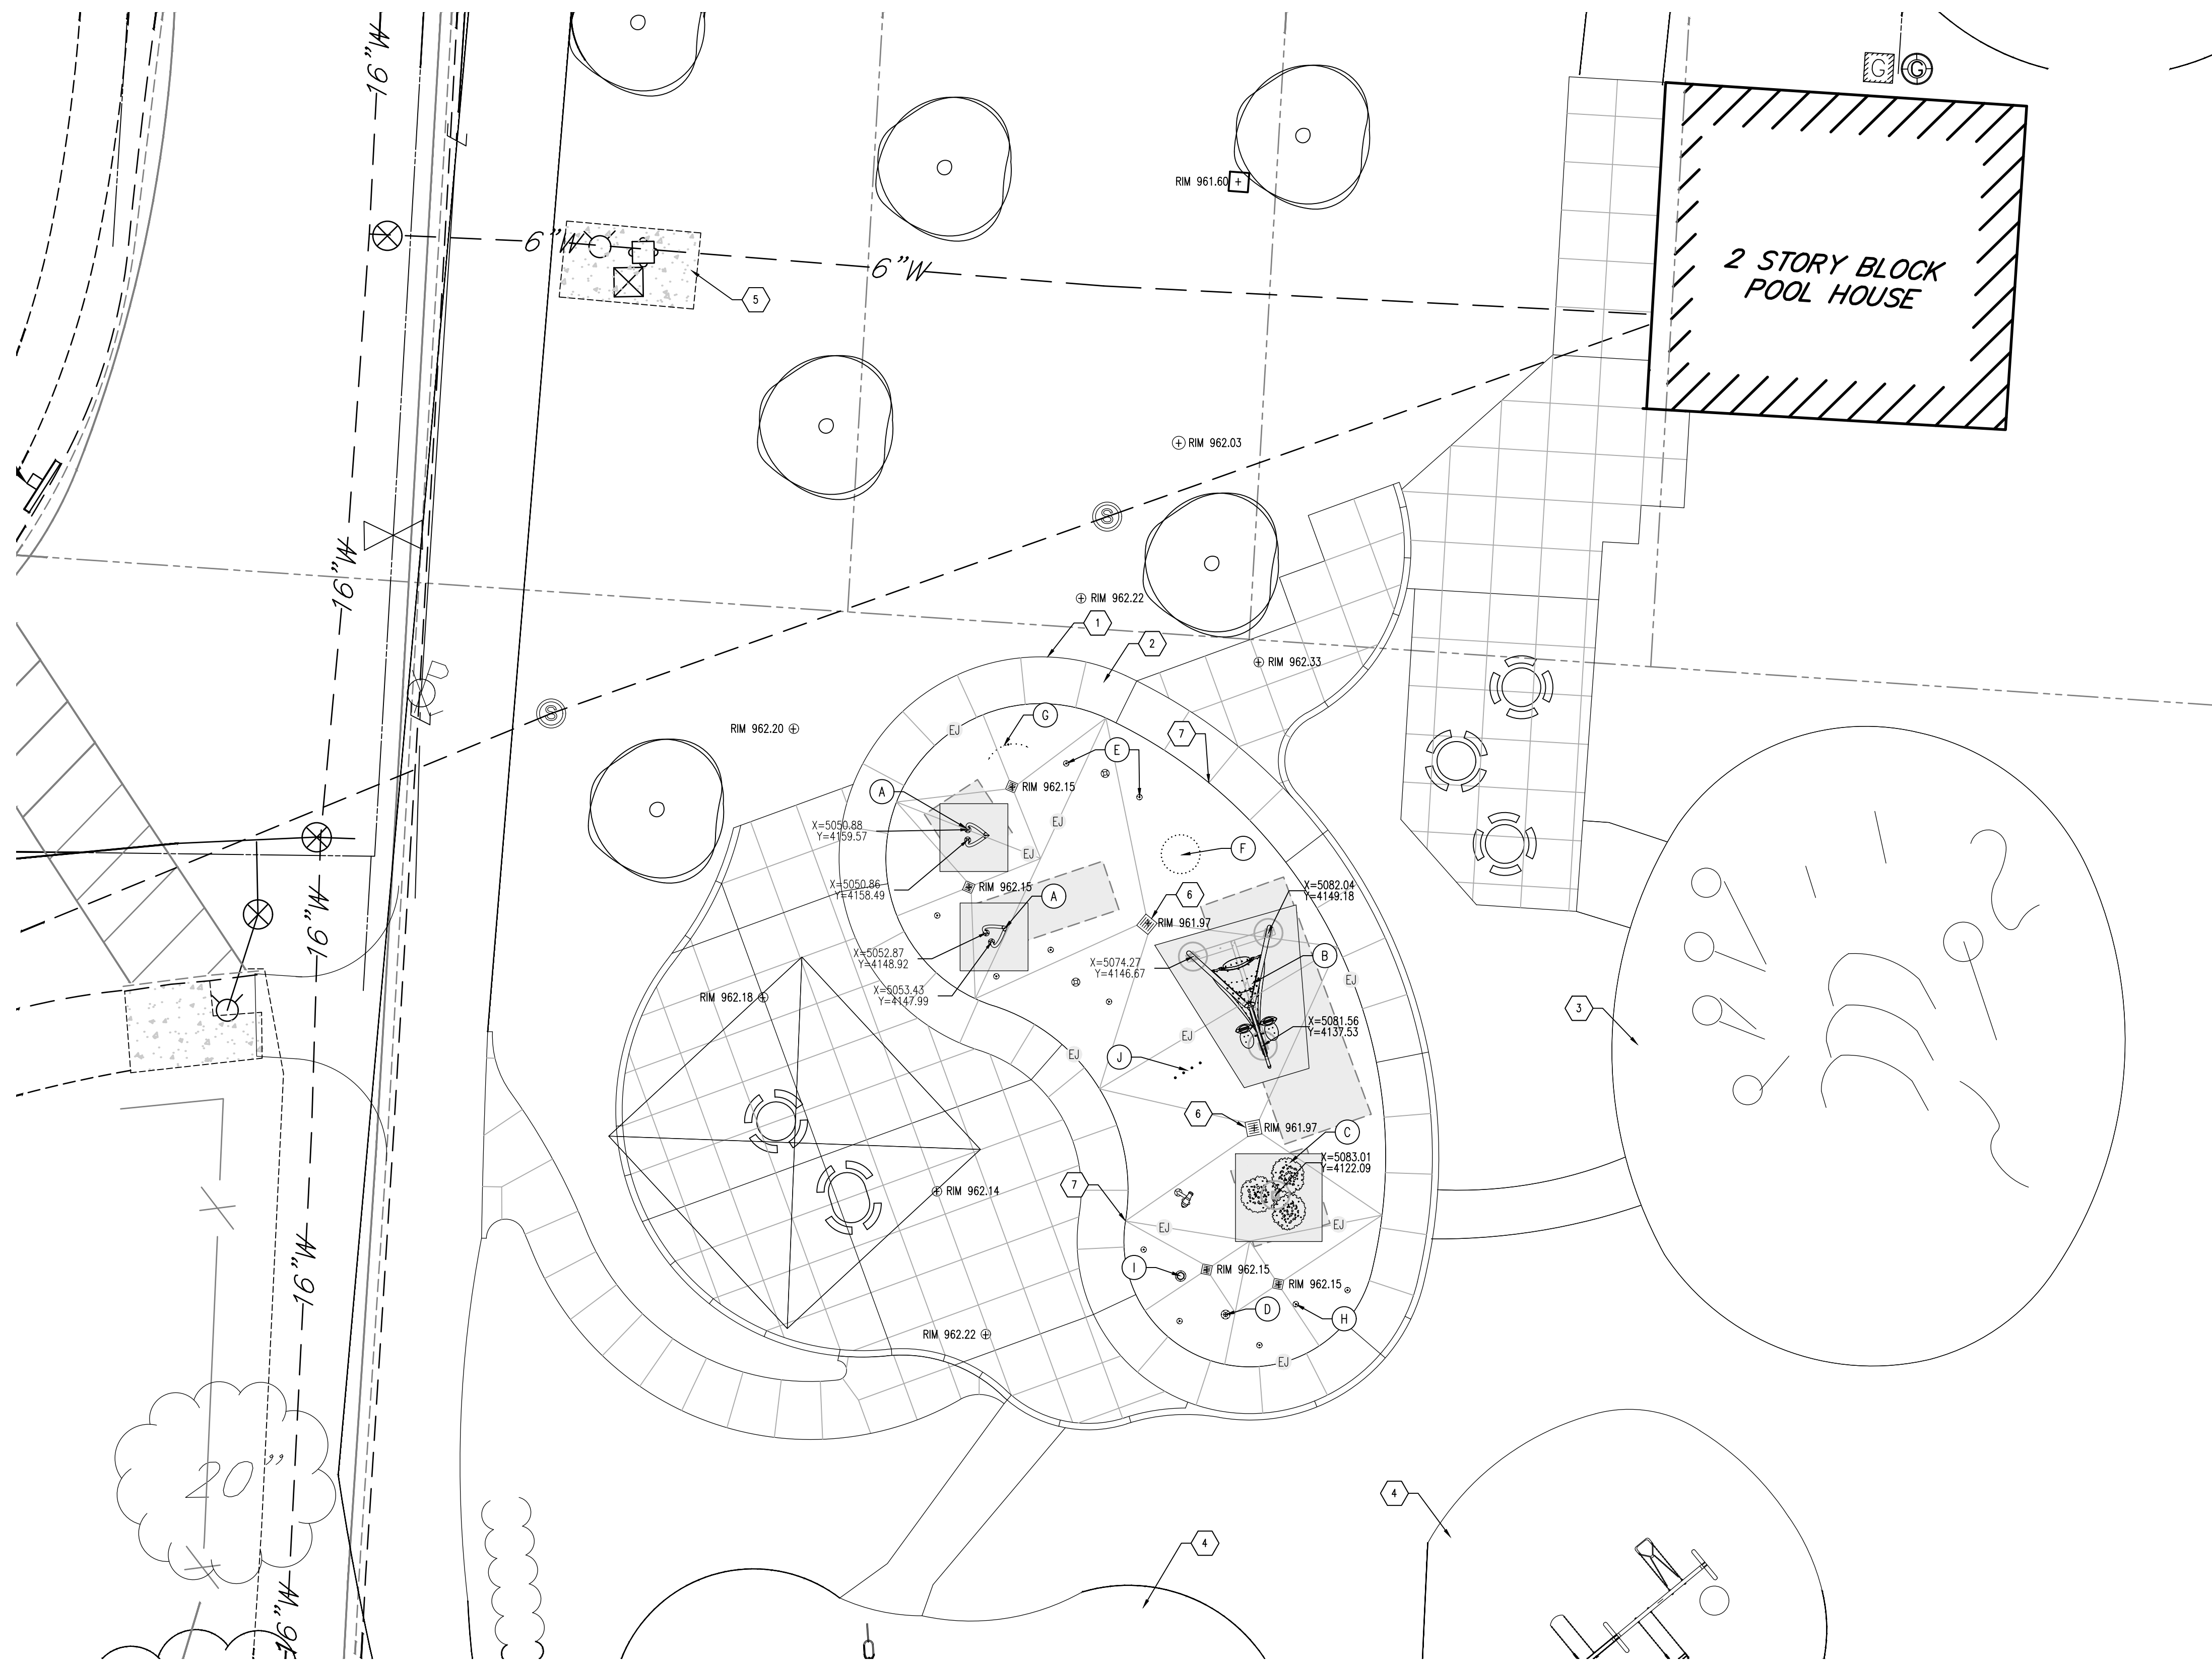 16"W
G
G
RIM 961.60
6"W
6"W
2 STORY BLOCK
POOL HOUSE
5
RIM 962.03
S
16"W
RIM 962.22
1
2
RIM 962.33
S
RIM 962.20
G
EJ
7
E
A
RIM 962.15
X=5050.88
Y=4159.57
EJ
EJ
F
X=5050.86
Y=4158.49
RIM 962.15
A
6
X=5082.04
Y=4149.18
16"W
RIM 961.97
X=5052.87
Y=4148.92
X=5074.27
Y=4146.67
B
EJ
RIM 962.18
X=5053.43
Y=4147.99
3
X=5081.56
Y=4137.53
EJ
EJ
J
6
RIM 961.97
C
X=5083.01
Y=4122.09
7
RIM 962.14
EJ
EJ
16"W
I
RIM 962.15
RIM 962.15
D
H
RIM 962.22
EJ
20"
4
4
16"W